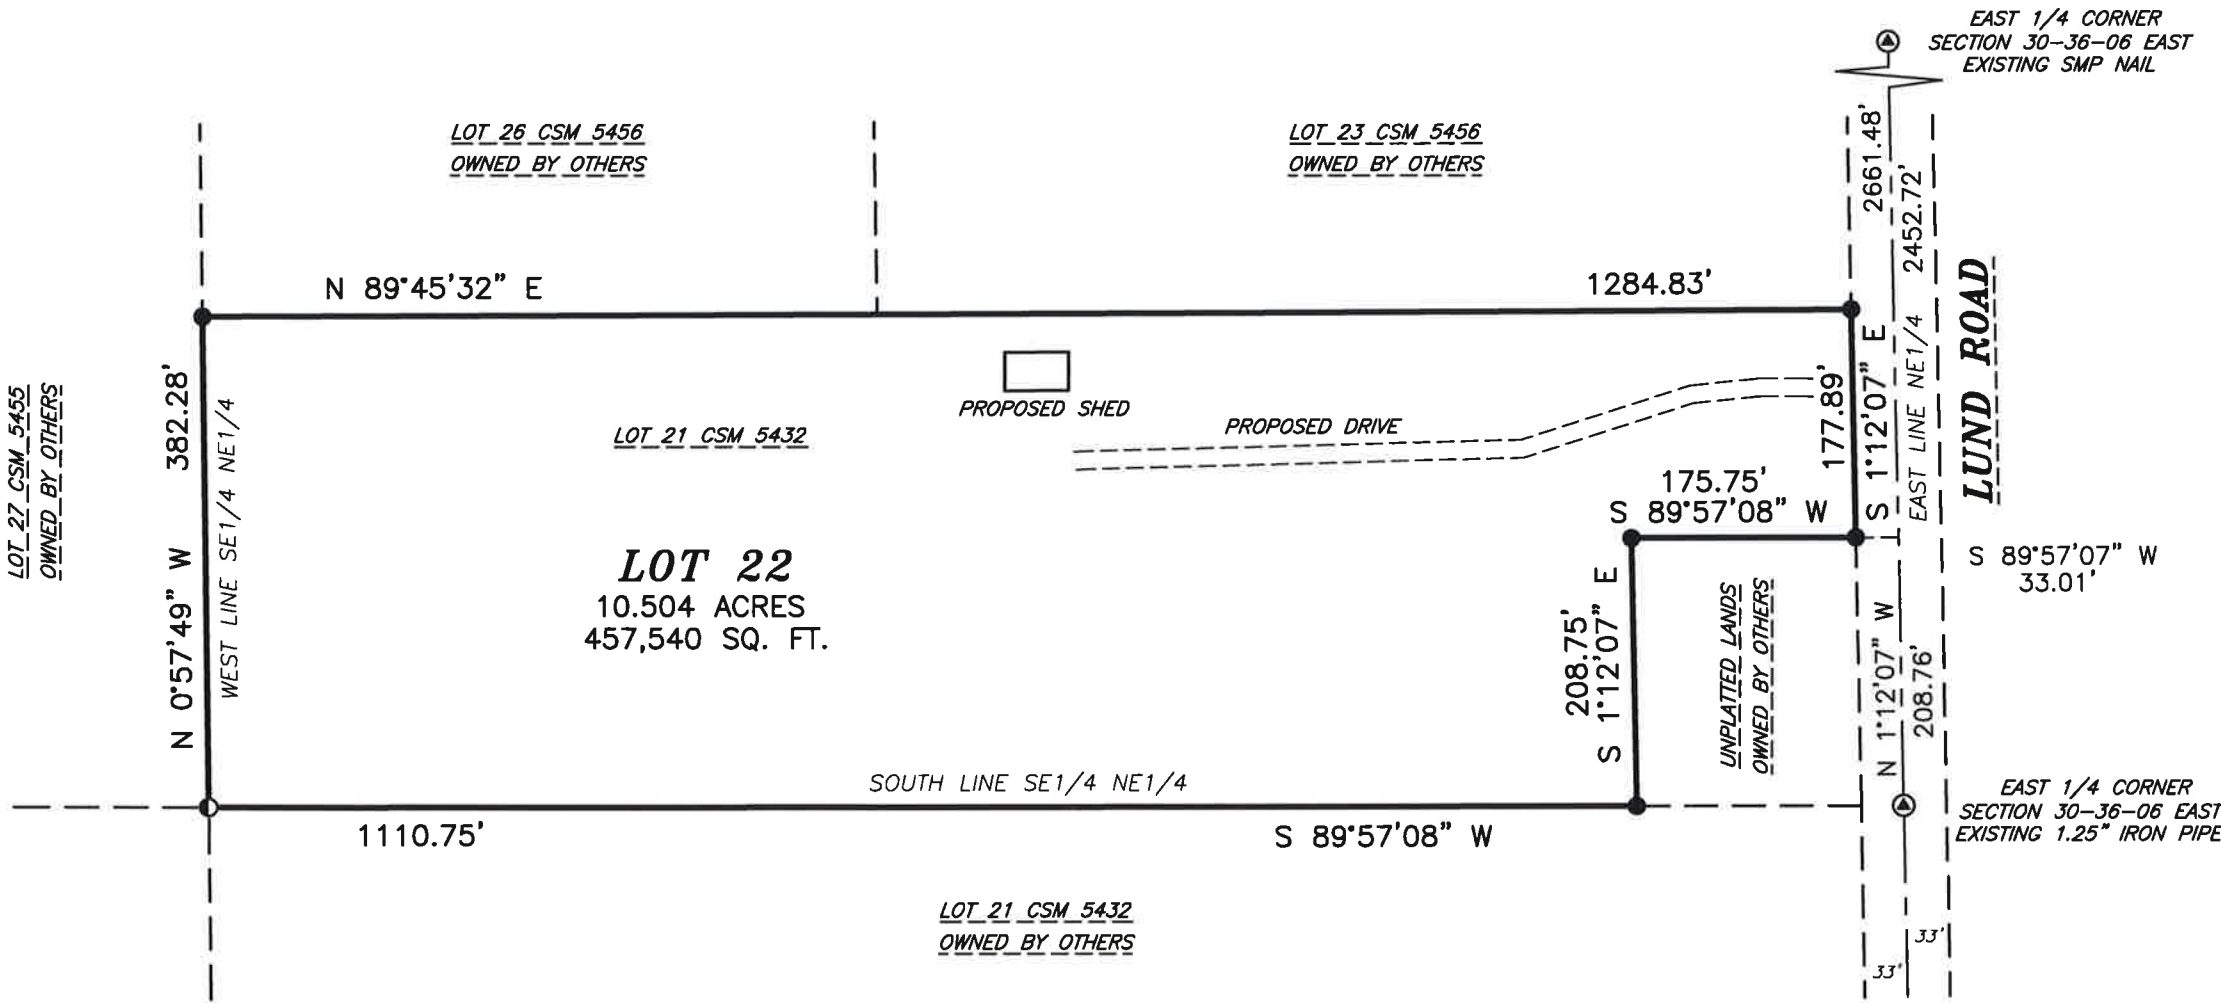 EAST 1/4 CORNER
SECTION 30-36-06 EAST
EXISTING SMP NAIL
LOT 26 CSM 5456
OWNED BY OTHERS
LOT 23 CSM 5456
OWNED BY OTHERS
2661.48'
2452.72'
N 89°45'32" E
1284.83'
LOT 27 CSM 5455
OWNED BY OTHERS
N 0°57'49" W 382.28'
WEST LINE SE1/4 NE1/4
PROPOSED SHED
LOT 21 CSM 5432
PROPOSED DRIVE
177.89'
S 1°12'07" E
EAST LINE NE1/4
LUND ROAD
175.75'
S 89°57'08" W
S 89°57'07" W
33.01'
LOT 22
10.504 ACRES
457,540 SQ. FT.
208.75'
S 1°12'07" E
UNPLATTED LANDS
OWNED BY OTHERS
N 1°12'07" W
208.76'
SOUTH LINE SE1/4 NE1/4
1110.75'
S 89°57'08" W
EAST 1/4 CORNER
SECTION 30-36-06 EAST
EXISTING 1.25" IRON PIPE
LOT 21 CSM 5432
OWNED BY OTHERS
33'
33'